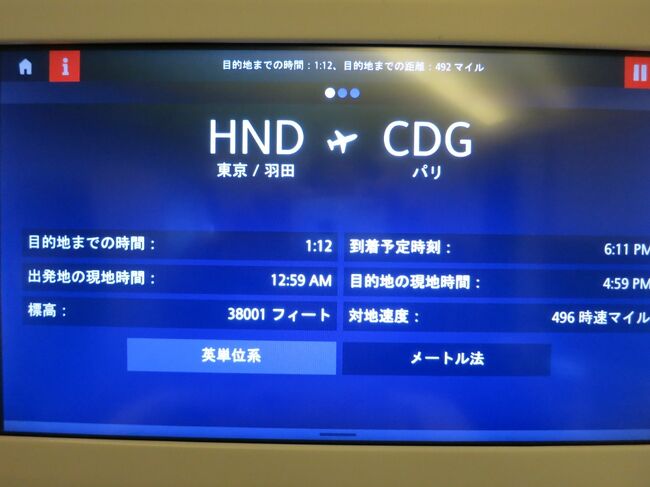 i
目的地までの時間:1:12、目的地までの距離:492 マイル
HND CDG
東京 / 羽田 パリ
目的地までの時間: 1:12 到着予定時刻: 6:11 PM
出発地の現地時間: 12:59 AM 目的地の現地時間: 4:59 PM
標高: 38001 フィート 対地速度: 496 時速マイル
英単位系 メートル法